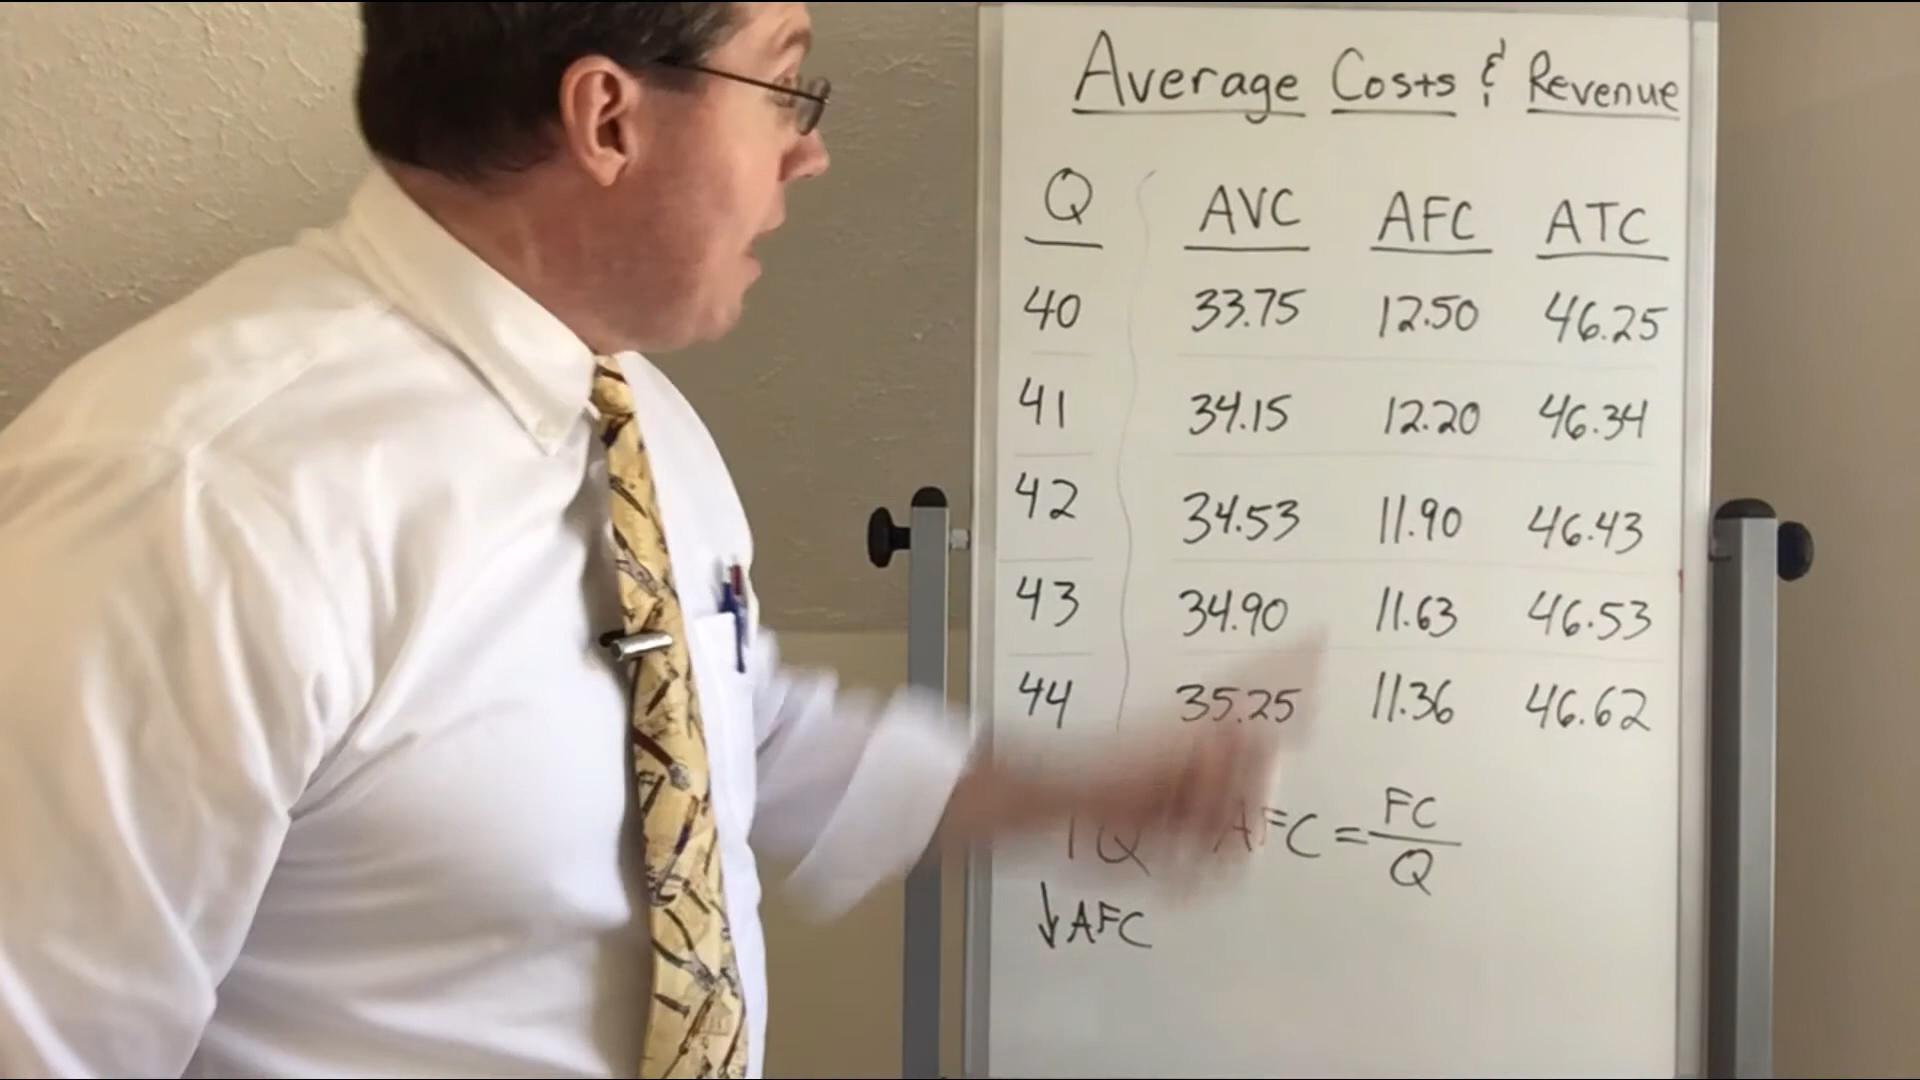 Average Costs & Revenue
Q AVC AFC ATC
40 33.75 12.50 46.25
41 34.15 12.20 46.34
42 34.53 11.90 46.43
43 34.90 11.63 46.53
44 35.25 11.36 46.62
↑Q AFC = FC
Q
↓AFC